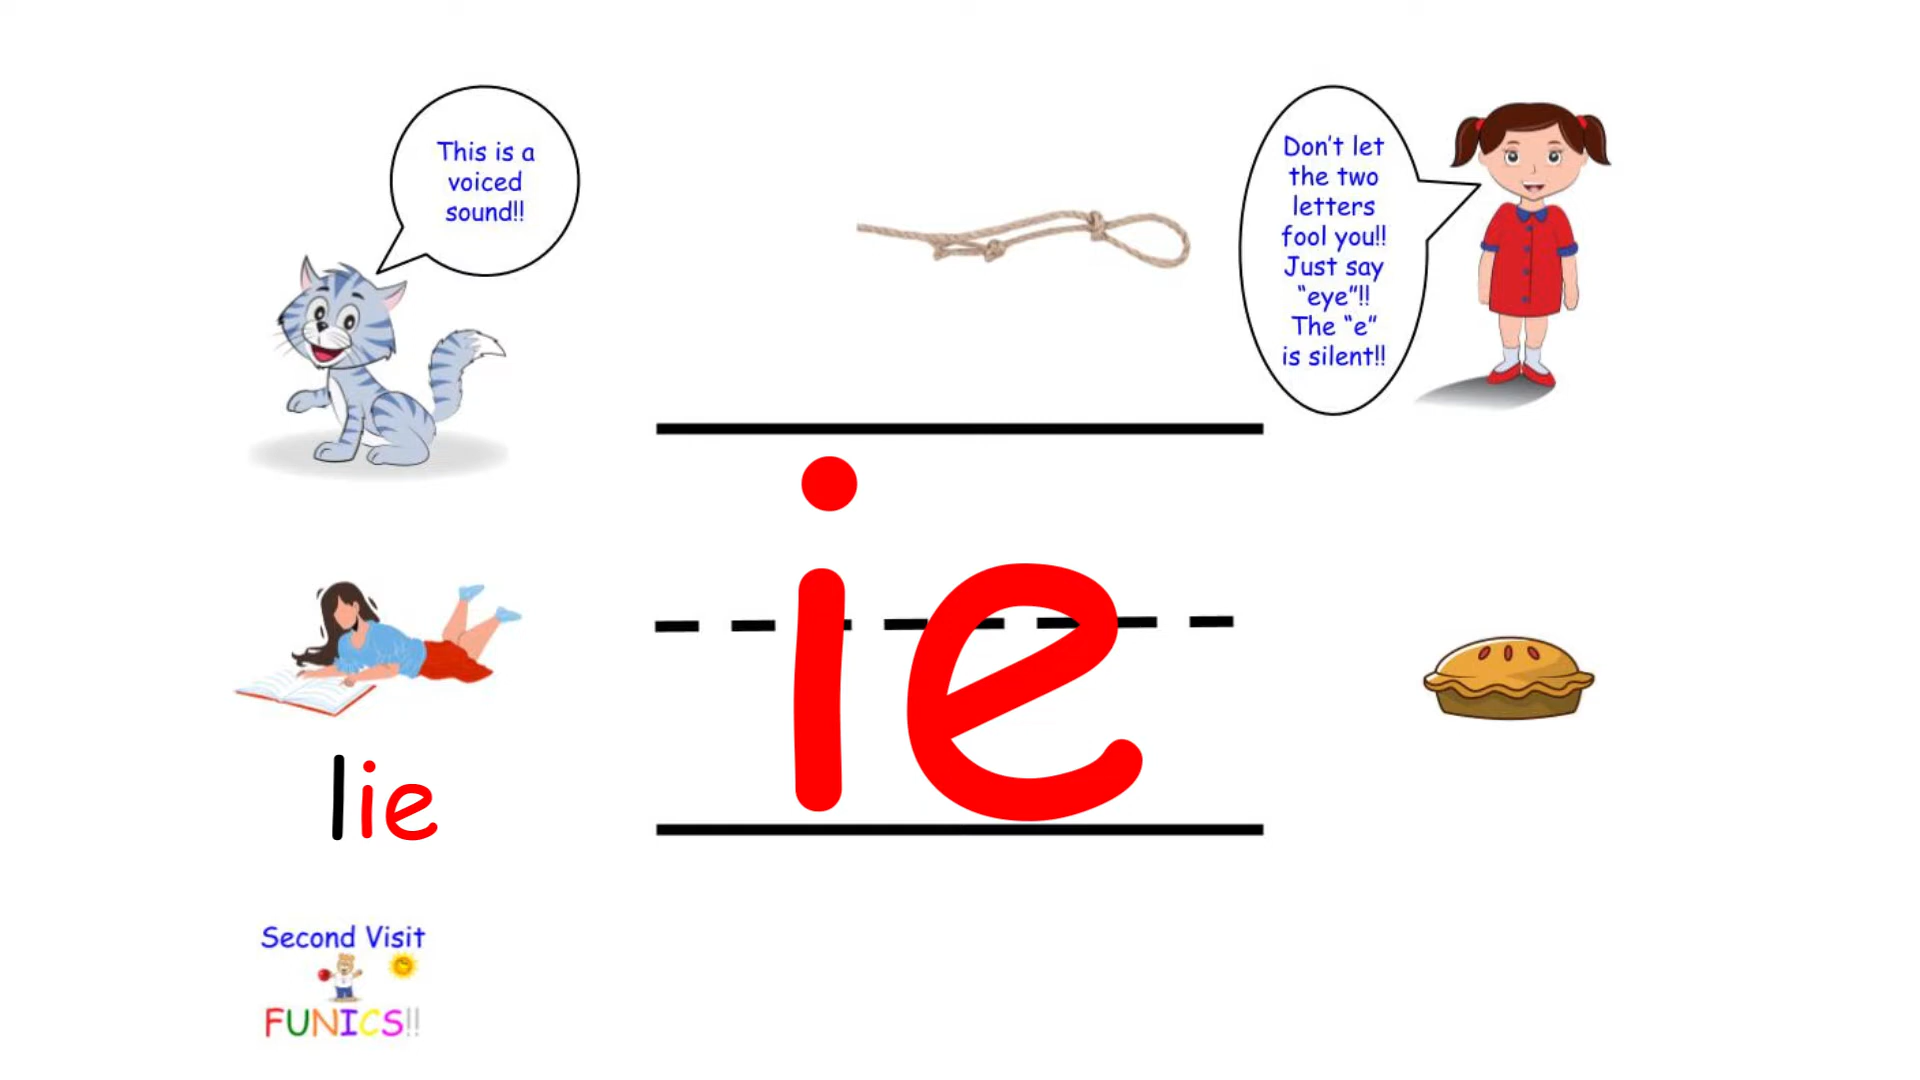 This is a
voiced
sound!!
Don't let
the two
letters
fool you!!
Just say
"eye"!!
The "e"
is silent!!
ie
lie
Second Visit
FUNICS!!